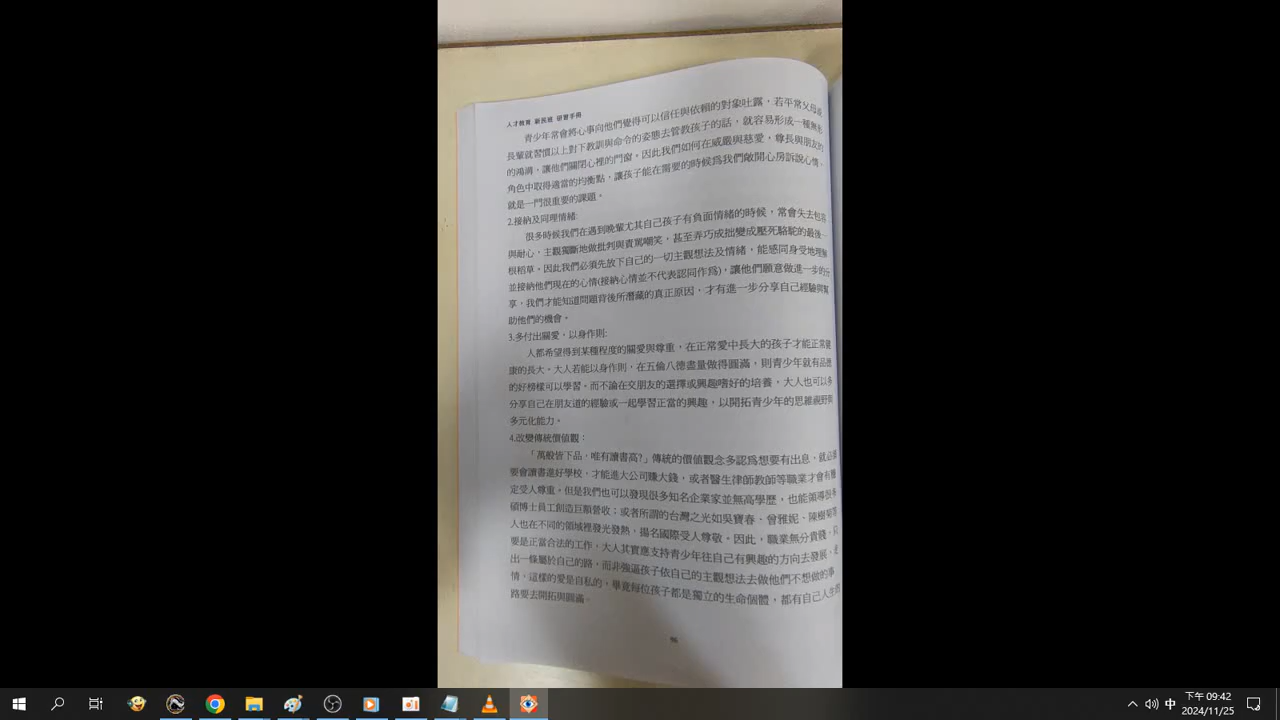 人才教育 新民班 研習手冊
青少年常會將心事向他們覺得可以信任與依賴的對象吐露，若平常父母或
長輩就習慣以上對下教訓與命令的姿態去管教孩子的話，就容易形成一種無形
的鴻溝，讓他們關閉心裡的門窗。因此我們如何在威嚴與慈愛，尊長與朋友的
角色中取得適當的均衡點，讓孩子能在需要的時候為我們敞開心房訴說心情，
就是一門很重要的課題。
2.接納及同理情緒:
很多時候我們在遇到晚輩尤其自己孩子有負面情緒的時候，常會失去包容
與耐心，主觀獨斷地做批判與責罵嘲笑，甚至弄巧成拙變成壓死駱駝的最後一
根稻草。因此我們必須先放下自己的一切主觀想法及情緒，能感同身受地理解
並接納他們現在的心情(接納心情並不代表認同作為)，讓他們願意做進一步的分
享，我們才能知道問題背後所潛藏的真正原因，才有進一步分享自己經驗與幫
助他們的機會。
3.多付出關愛，以身作則:
人都希望得到某種程度的關愛與尊重，在正常愛中長大的孩子才能正常健
康的長大。大人若能以身作則，在五倫八德盡量做得圓滿，則青少年就有品德
的好榜樣可以學習。而不論在交朋友的選擇或興趣嗜好的培養，大人也可以多
分享自己在朋友道的經驗或一起學習正當的興趣，以開拓青少年的思維視野與
多元化能力。
4.改變傳統價值觀：
「萬般皆下品，唯有讀書高?」傳統的價值觀念多認為想要有出息，就必須
要會讀書進好學校，才能進大公司賺大錢，或者醫生律師教師等職業才會有穩
定受人尊重。但是我們也可以發現很多知名企業家並無高學歷，也能領導很多
碩博士員工創造巨額營收；或者所謂的台灣之光如吳寶春、曾雅妮、陳樹菊等
人也在不同的領域裡發光發熱，揚名國際受人尊敬。因此，職業無分貴賤，只
要是正當合法的工作，大人其實應支持青少年往自己有興趣的方向去發展、走
出一條屬於自己的路，而非強逼孩子依自己的主觀想法去做他們不想做的事
情，這樣的愛是自私的，畢竟每位孩子都是獨立的生命個體，都有自己人生的
路要去開拓與圓滿。
96
中
下午 09:42
2024/11/25